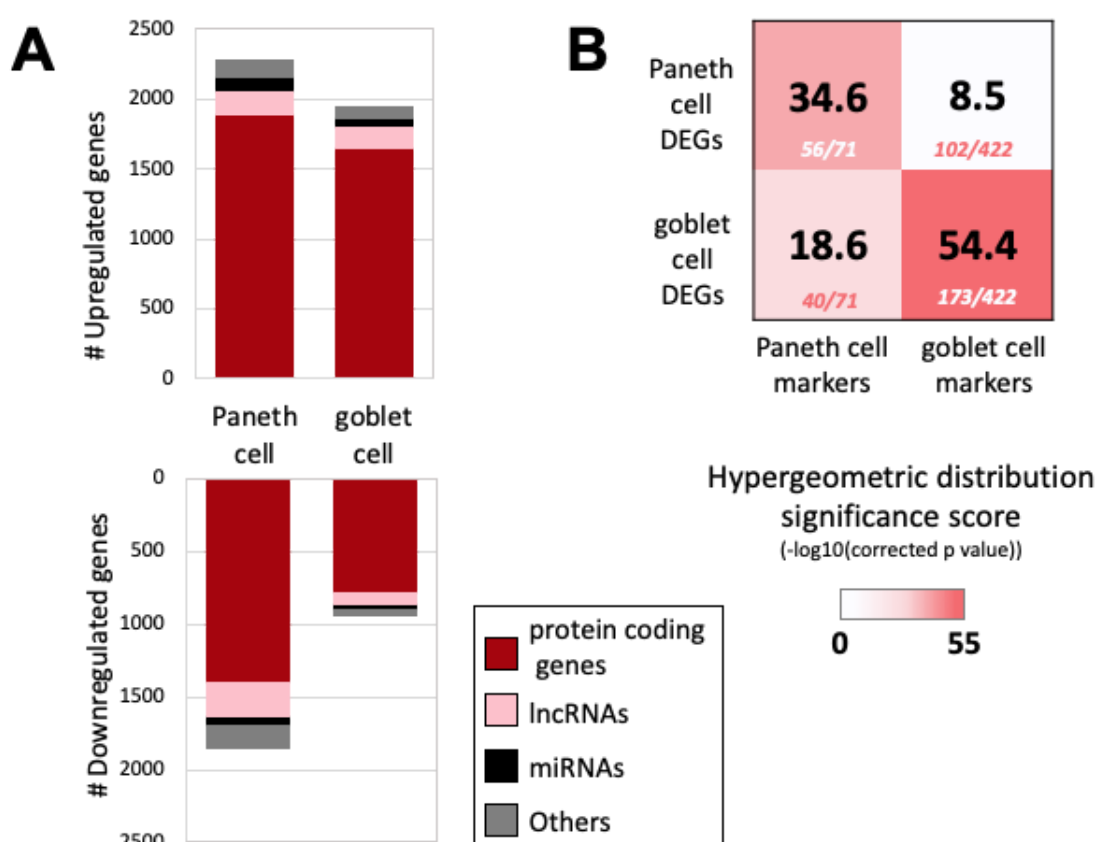 A
# Upregulated genes
2500
2000
1500
1000
500
0
Paneth
cell
goblet
cell
# Downregulated genes
0
500
1000
1500
2000
2500
protein coding
genes
lncRNAs
miRNAs
Others
B
Paneth
cell
DEGs
34.6
56/71
8.5
102/422
goblet
cell
DEGs
18.6
40/71
54.4
173/422
Paneth cell
markers
goblet cell
markers
Hypergeometric distribution
significance score
(-log10(corrected p value))
0
55